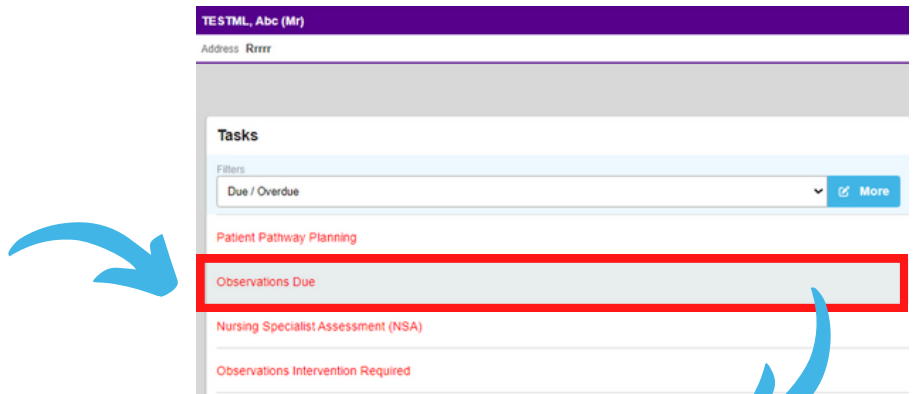 TESTML, Abc (Mr)
Address Rrrrr
Tasks
Filters
Due / Overdue
More
Patient Pathway Planning
Observations Due
Nursing Specialist Assessment (NSA)
Observations Intervention Required